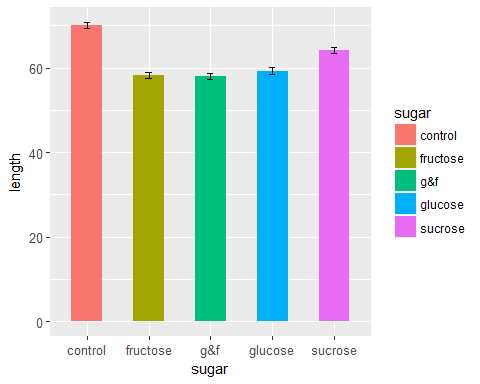 length
60
40
20
0
control fructose g&f glucose sucrose
sugar
sugar
control
fructose
g&f
glucose
sucrose